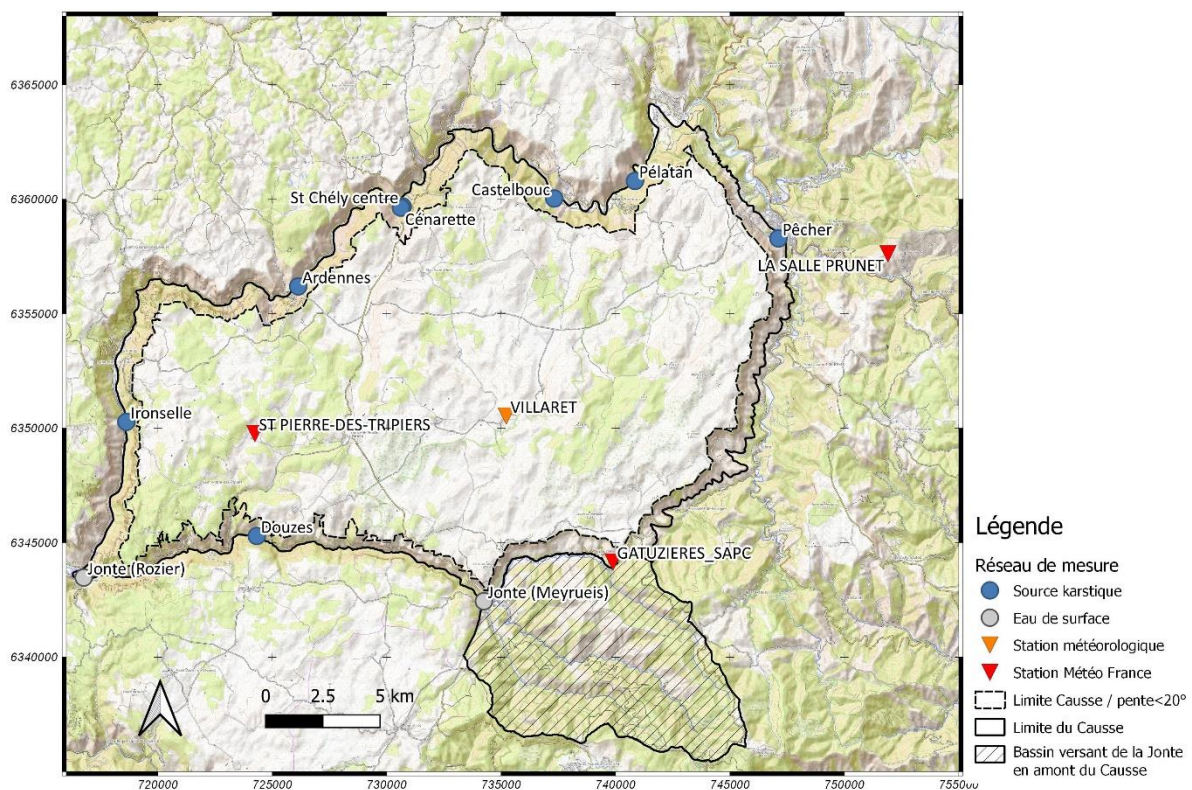 6365000
6360000
6355000
6350000
6345000
6340000
Pélatan
Castelbouc
St Chély centre
Cénarette
Pêcher
LA SALLE PRUNET
Ardennes
Ironselle
ST PIERRE-DES-TRIPIERS
VILLARET
Douzes
GATUZIERES_SAPC
Jonte (Rozier)
Jonte (Meyrueis)
0 2.5 5 km
720000 725000 730000 735000 740000 745000 750000
Légende
Réseau de mesure
Source karstique
Eau de surface
Station météorologique
Station Météo France
Limite Causse / pente<20°
Limite du Causse
Bassin versant de la Jonte
en amont du Causse